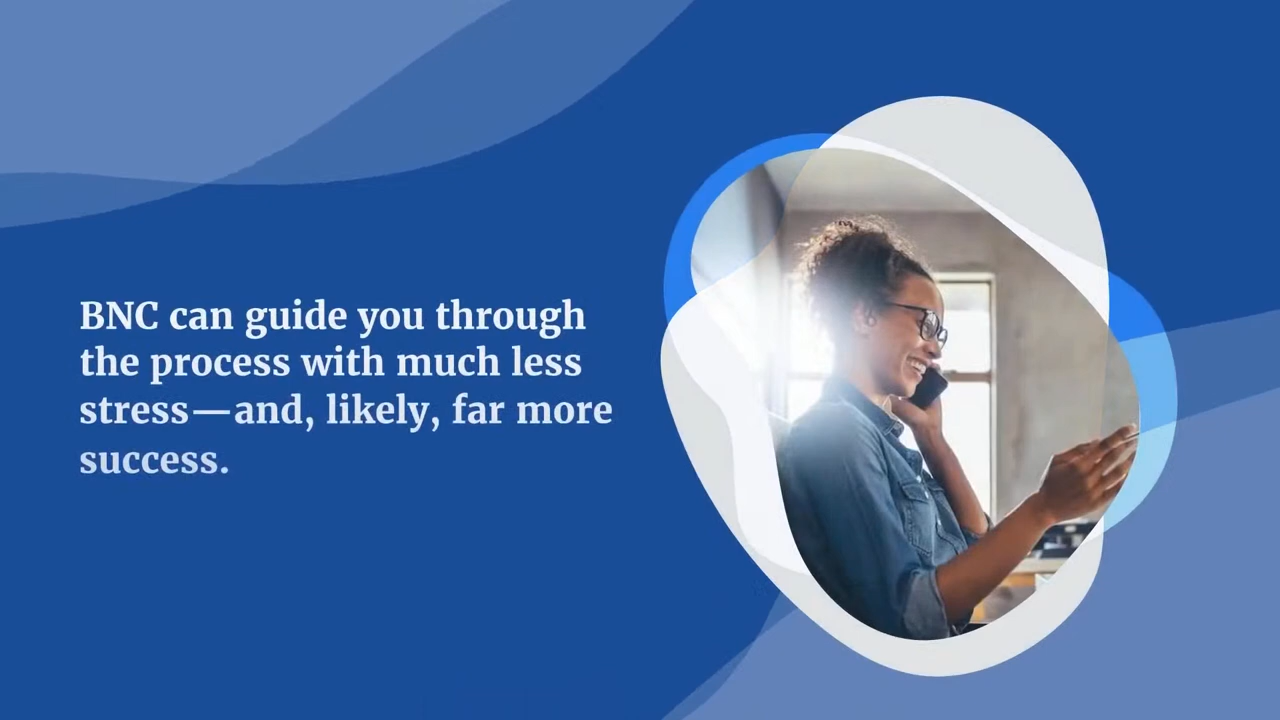 BNC can guide you through
the process with much less
stress—and, likely, far more
success.